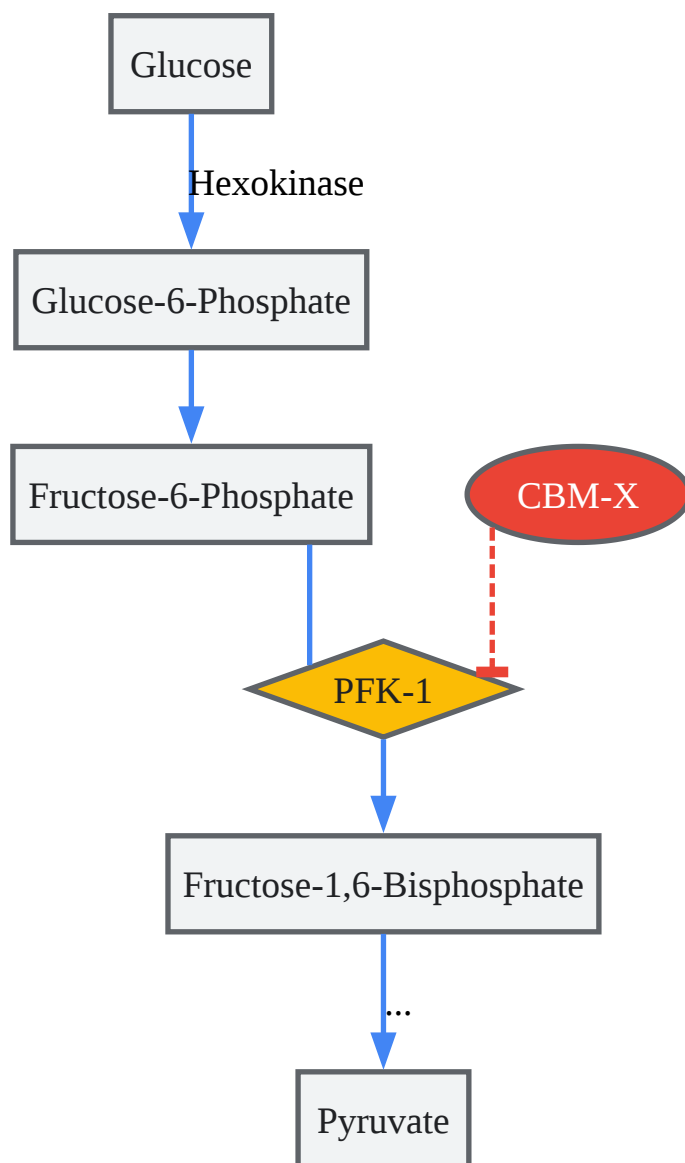 Glucose
Hexokinase
Glucose-6-Phosphate
Fructose-6-Phosphate
CBM-X
PFK-1
Fructose-1,6-Bisphosphate
...
Pyruvate